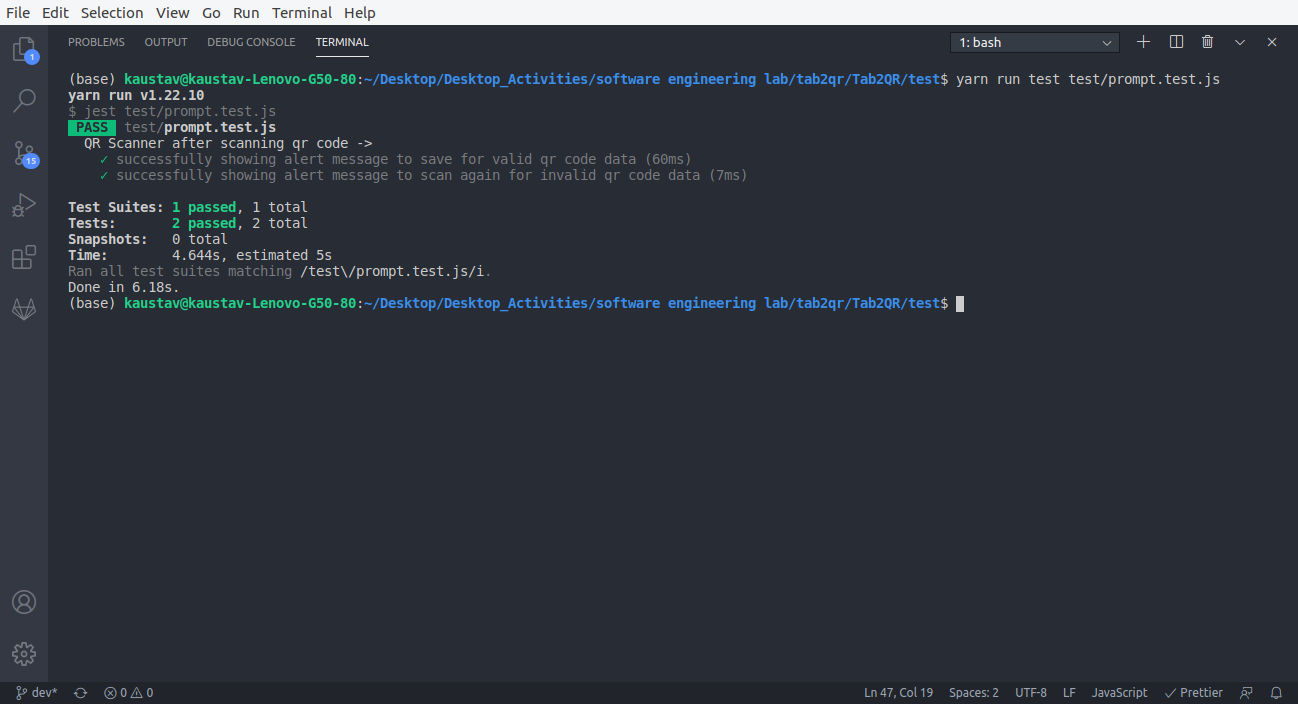 File Edit Selection View Go Run Terminal Help
PROBLEMS OUTPUT DEBUG CONSOLE TERMINAL 1: bash
1
15
(base) kaustav@kaustav-Lenovo-G50-80:~/Desktop/Desktop_Activities/software engineering lab/tab2qr/Tab2QR/test$ yarn run test test/prompt.test.js
yarn run v1.22.10
$ jest test/prompt.test.js
PASS test/prompt.test.js
QR Scanner after scanning qr code ->
✓ successfully showing alert message to save for valid qr code data (60ms)
✓ successfully showing alert message to scan again for invalid qr code data (7ms)
Test Suites: 1 passed, 1 total
Tests: 2 passed, 2 total
Snapshots: 0 total
Time: 4.644s, estimated 5s
Ran all test suites matching /test\/prompt.test.js/i.
Done in 6.18s.
(base) kaustav@kaustav-Lenovo-G50-80:~/Desktop/Desktop_Activities/software engineering lab/tab2qr/Tab2QR/test$
dev* 0 0 Ln 47, Col 19 Spaces: 2 UTF-8 LF JavaScript ✓ Prettier